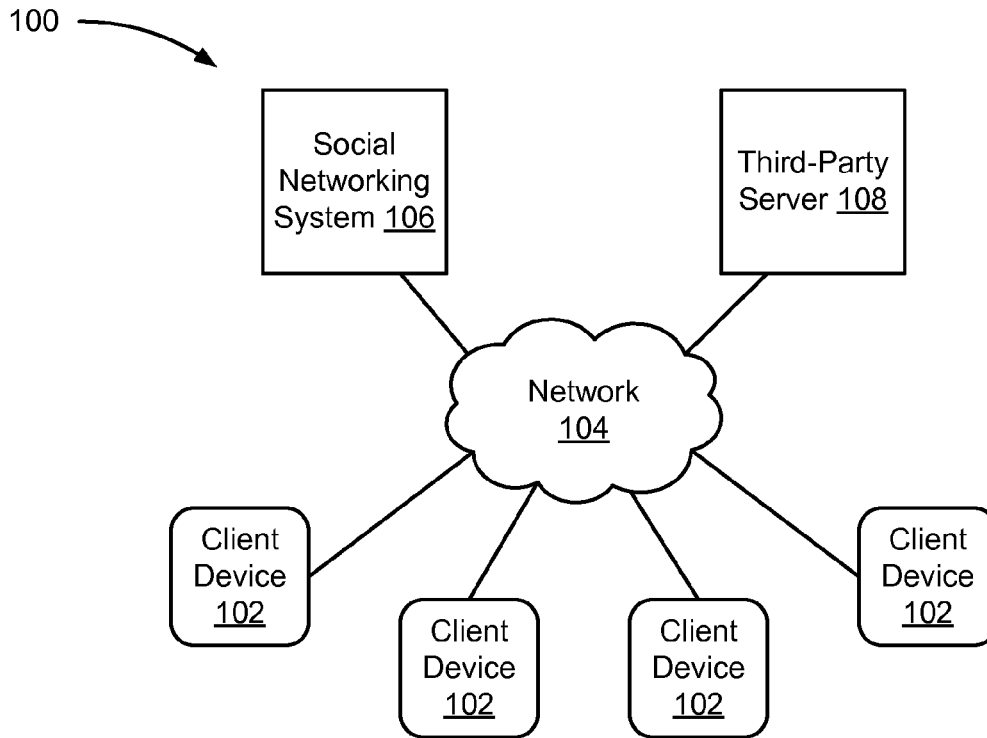 100
Social
Networking
System 106
Third-Party
Server 108
Network
104
Client
Device
102
Client
Device
102
Client
Device
102
Client
Device
102